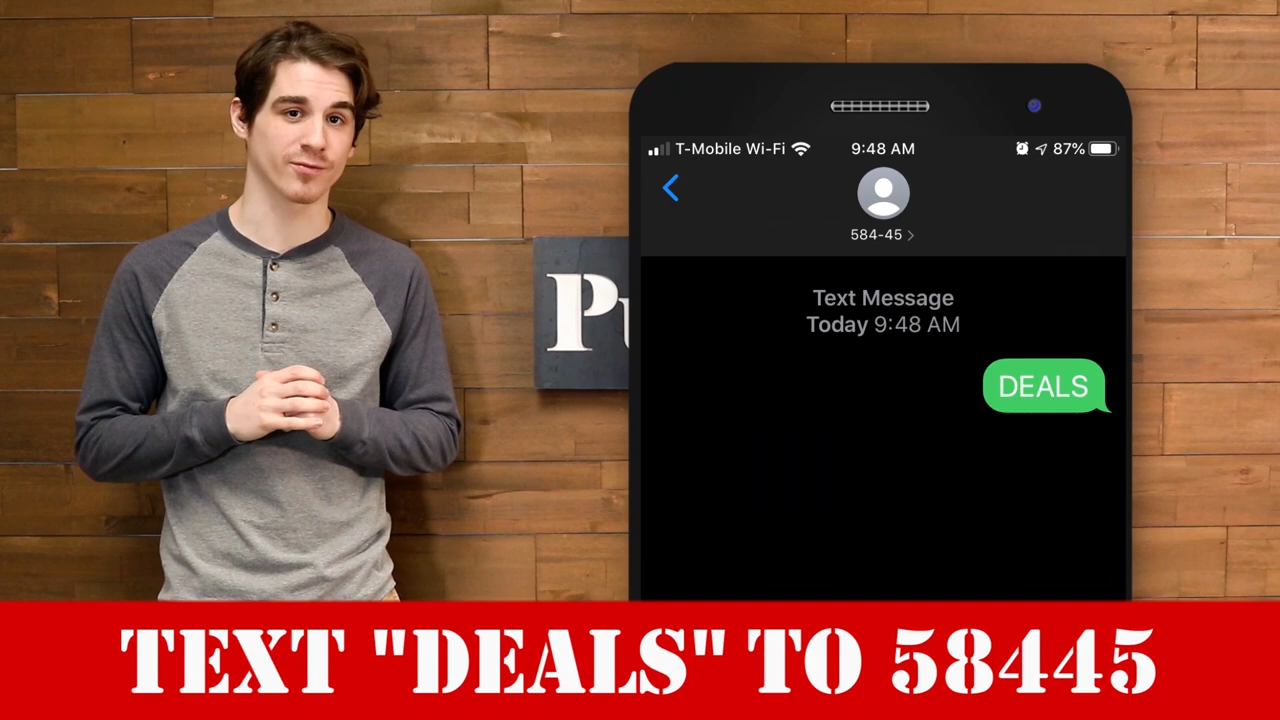 Pu
T-Mobile Wi-Fi 9:48 AM 87%
584-45 >
Text Message
Today 9:48 AM
DEALS
TEXT "DEALS" TO 58445